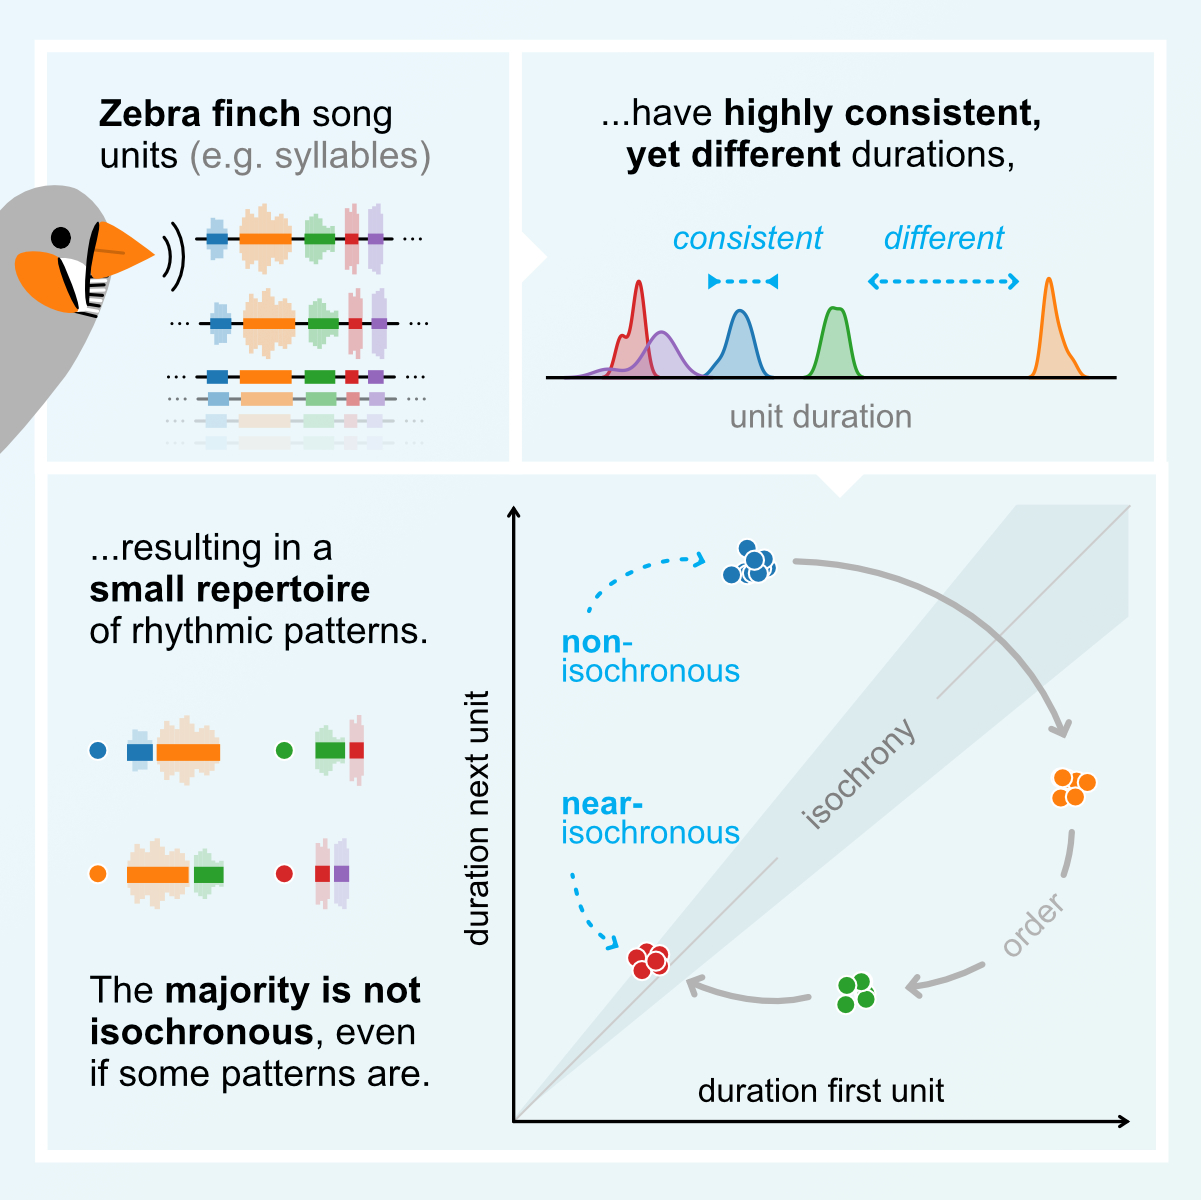 Zebra finch song
units (e.g. syllables)
...
... ...
... ...
... ...
... ...
... ...
...have highly consistent,
yet different durations,
consistent different
unit duration
...resulting in a
small repertoire
of rhythmic patterns.
The majority is not
isochronous, even
if some patterns are.
duration next unit
non-
isochronous
near-
isochronous
isochrony
order
duration first unit